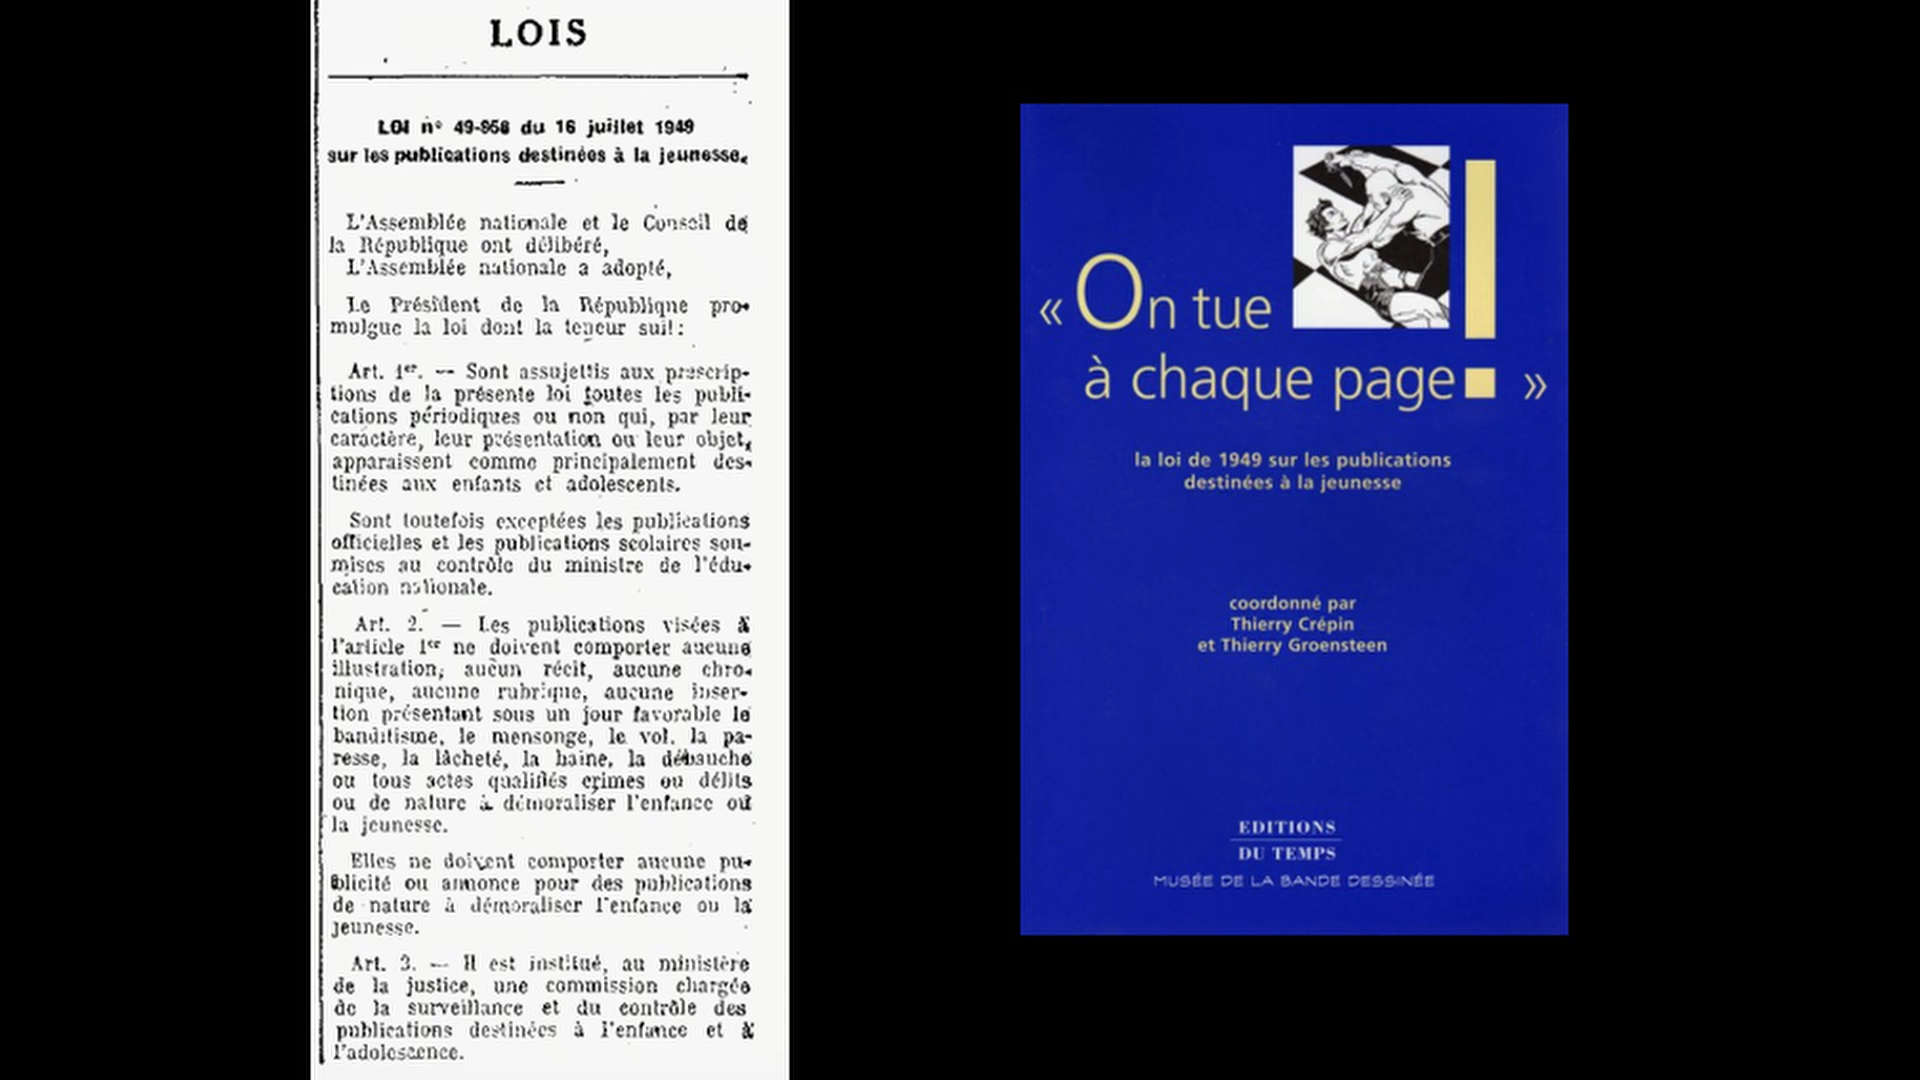 LOIS
LOI n° 49-956 du 16 juillet 1949
sur les publications destinées à la jeunesse.
L'Assemblée nationale et le Conseil de
la République ont délibéré,
L'Assemblée nationale a adopté,
Le Président de la République pro-
mulgue la loi dont la teneur suit:
Art. 1er. — Sont assujettis aux prescrip-
tions de la présente loi toutes les publi-
cations périodiques ou non qui, par leur
caractère, leur présentation ou leur objet,
apparaissent comme principalement des-
tinées aux enfants et adolescents.
Sont toutefois exceptées les publications
officielles et les publications scolaires sou-
mises au contrôle du ministre de l'édu-
cation nationale.
Art. 2. — Les publications visées à
l'article 1er ne doivent comporter aucune
illustration, aucun récit, aucune chro-
nique, aucune rubrique, aucune inser-
tion présentant sous un jour favorable le
banditisme, le mensonge, le vol, la pa-
resse, la lâcheté, la haine, la débauche
ou tous actes qualifiés crimes ou délits
ou de nature à démoraliser l'enfance ou
la jeunesse.
Elles ne doivent comporter aucune pu-
blicité ou annonce pour des publications
de nature à démoraliser l'enfance ou la
jeunesse.
Art. 3. — Il est institué, au ministère
de la justice, une commission chargée
de la surveillance et du contrôle des
publications destinées à l'enfance et à
l'adolescence.
« On tue
à chaque page ! »
la loi de 1949 sur les publications
destinées à la jeunesse
coordonné par
Thierry Crépin
et Thierry Groensteen
EDITIONS
DU TEMPS
MUSÉE DE LA BANDE DESSINÉE